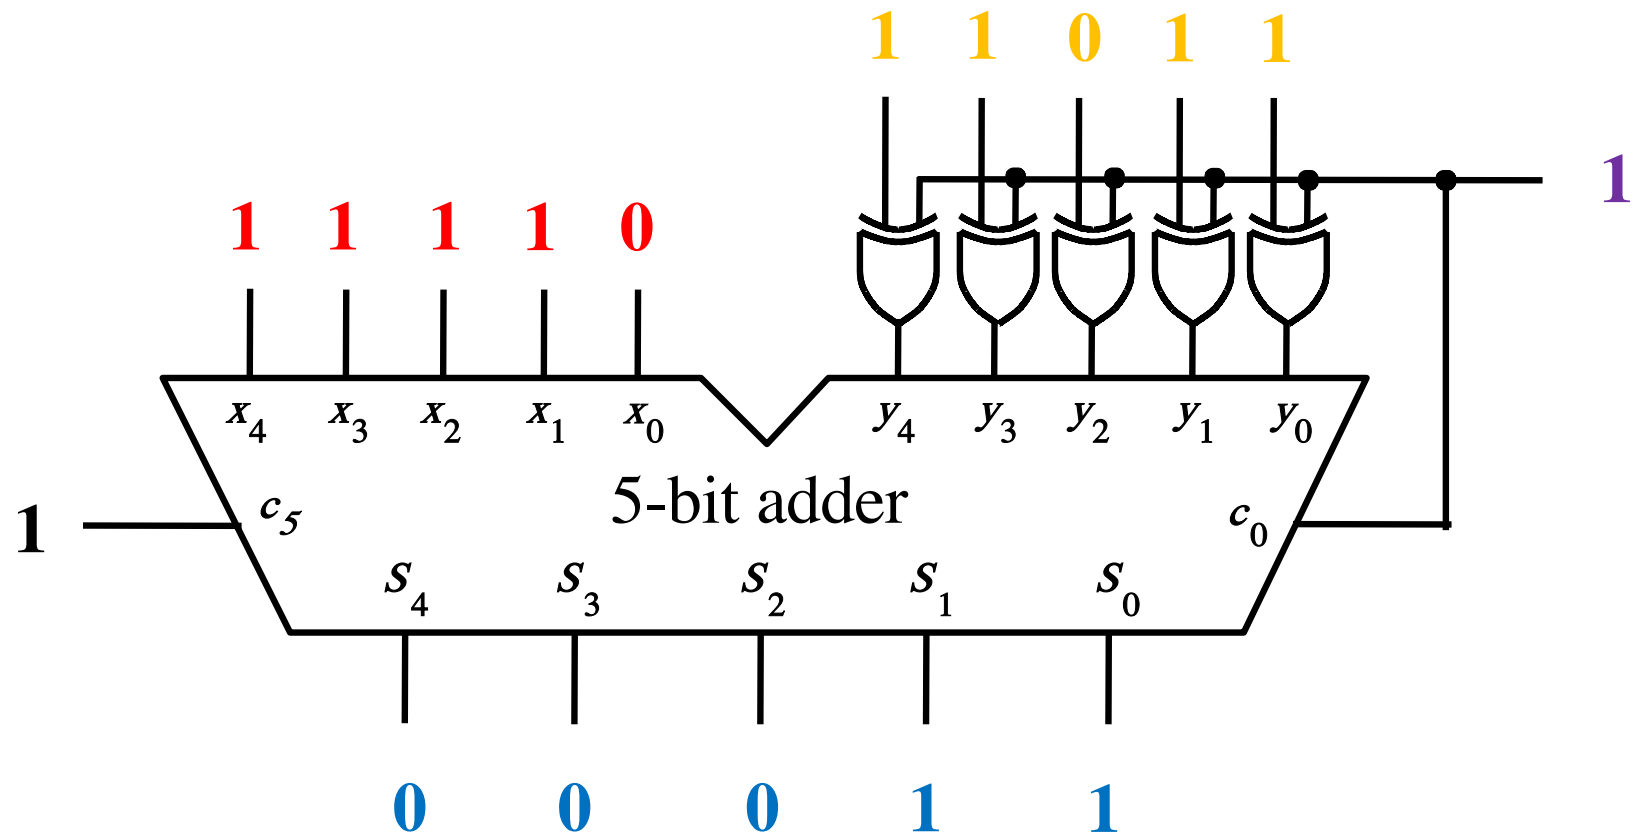 1 1 0 1 1
1
1 1 1 1 0
x4 x3 x2 x1 x0 y4 y3 y2 y1 y0
5-bit adder
1 c5 c0
S4 S3 S2 S1 S0
0 0 0 1 1